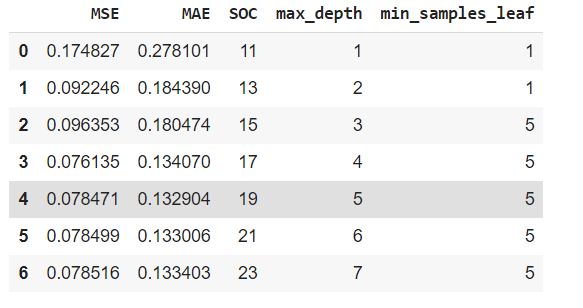 MSE MAE SOC max_depth min_samples_leaf
0 0.174827 0.278101 11 1 1
1 0.092246 0.184390 13 2 1
2 0.096353 0.180474 15 3 5
3 0.076135 0.134070 17 4 5
4 0.078471 0.132904 19 5 5
5 0.078499 0.133006 21 6 5
6 0.078516 0.133403 23 7 5